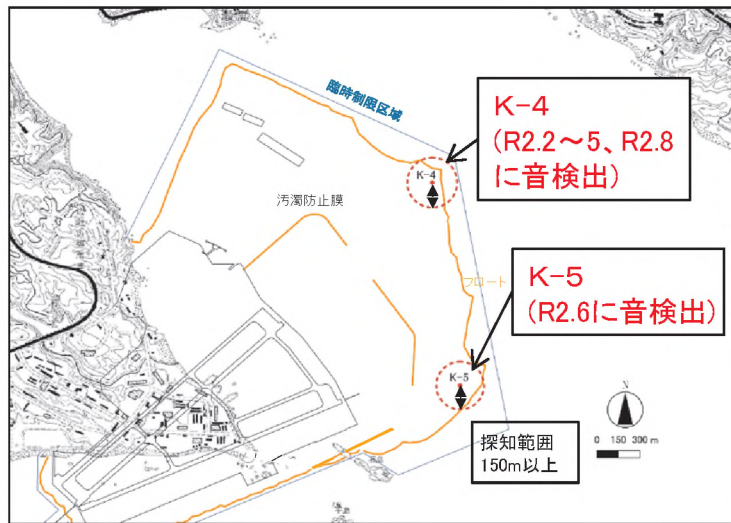 臨時制限区域
K-4
(R2.2～5、R2.8
に音検出)
K-4
汚濁防止膜
フロート
K-5
(R2.6に音検出)
K-5
N
0 150 300 m
探知範囲
150m以上